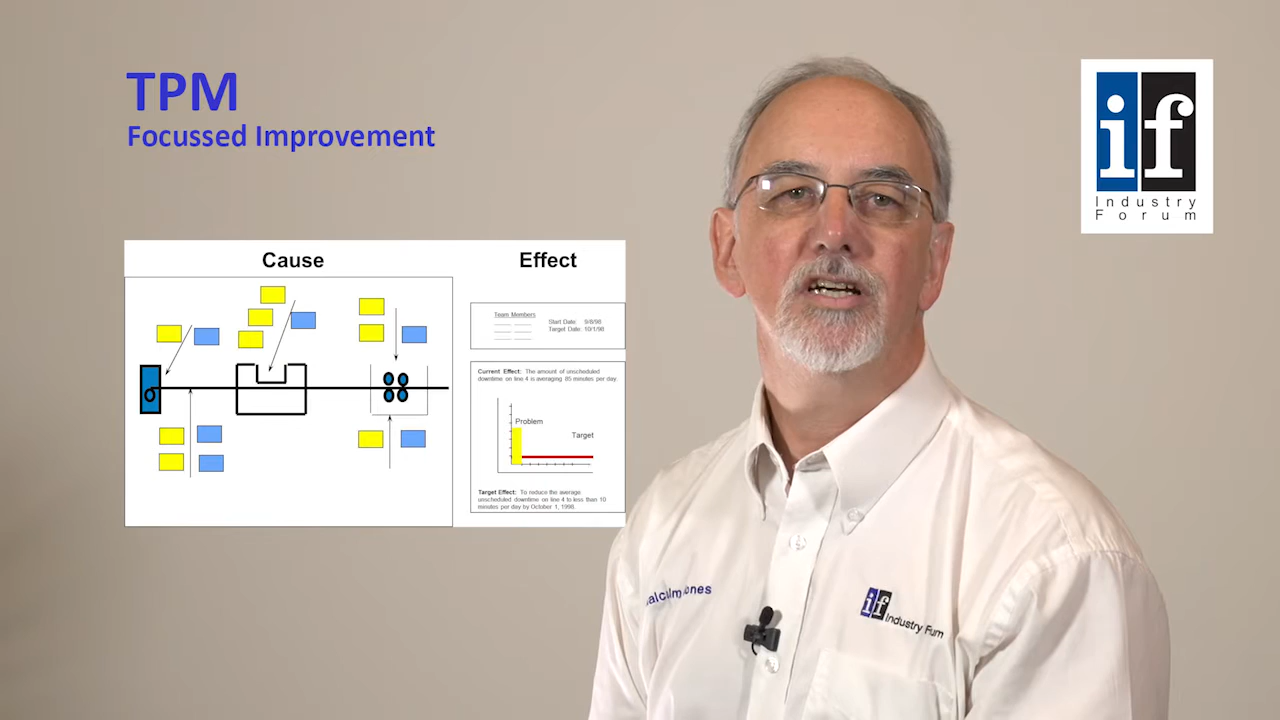 TPM
Focussed Improvement
if
Industry
Forum
Cause
Effect
Team Members
Start Date: 9/8/98
Target Date: 10/1/98
Current Effect: The amount of unscheduled
downtime on line 4 is averaging 85 minutes per day.
Problem
Target
Target Effect: To reduce the average
unscheduled downtime on line 4 to less than 10
minutes per day by October 1, 1998.
if Industry